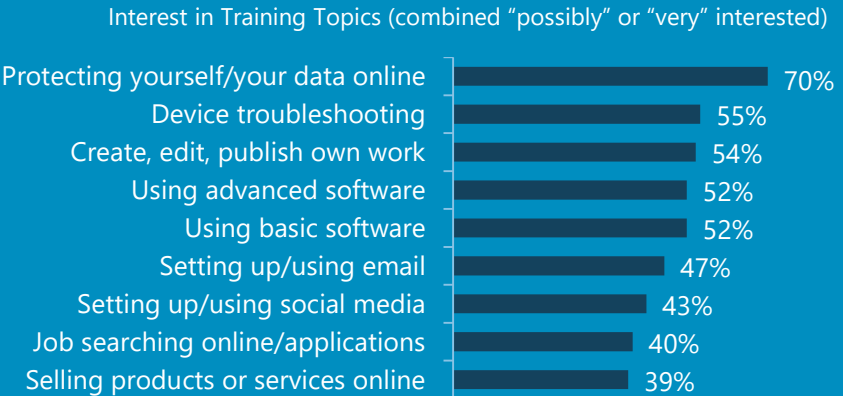 Interest in Training Topics (combined “possibly” or “very” interested)
Protecting yourself/your data online 70%
Device troubleshooting 55%
Create, edit, publish own work 54%
Using advanced software 52%
Using basic software 52%
Setting up/using email 47%
Setting up/using social media 43%
Job searching online/applications 40%
Selling products or services online 39%